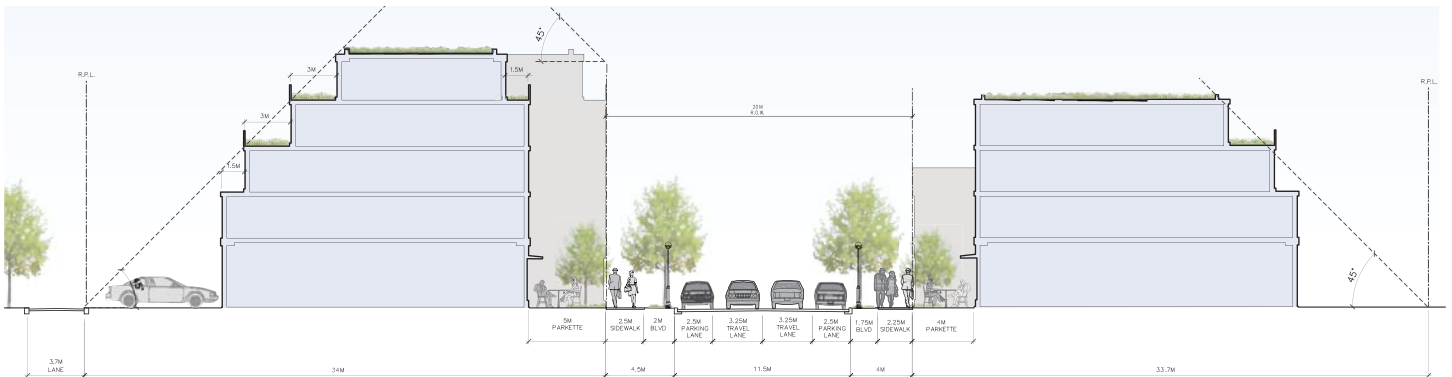 45°
R.P.L.
3M
1.5M
R.P.L.
20M
R.O.W.
3M
1.5M
45°
45°
5M
PARKETTE
2.5M
SIDEWALK
2M
BLVD
2.5M
PARKING
LANE
3.25M
TRAVEL
LANE
3.25M
TRAVEL
LANE
2.5M
PARKING
LANE
1.75M
BLVD
2.25M
SIDEWALK
4M
PARKETTE
3.7M
LANE
34M
4.5M
11.5M
4M
33.7M